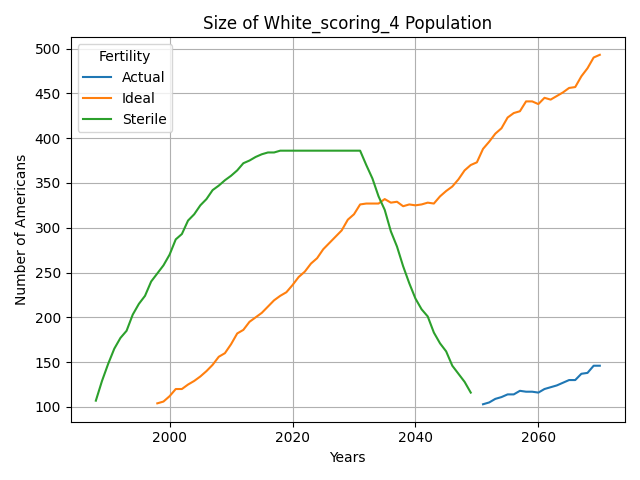 Size of White_scoring_4 Population
Number of Americans
500
450
400
350
300
250
200
150
100
Fertility
Actual
Ideal
Sterile
2000
2020
2040
2060
Years